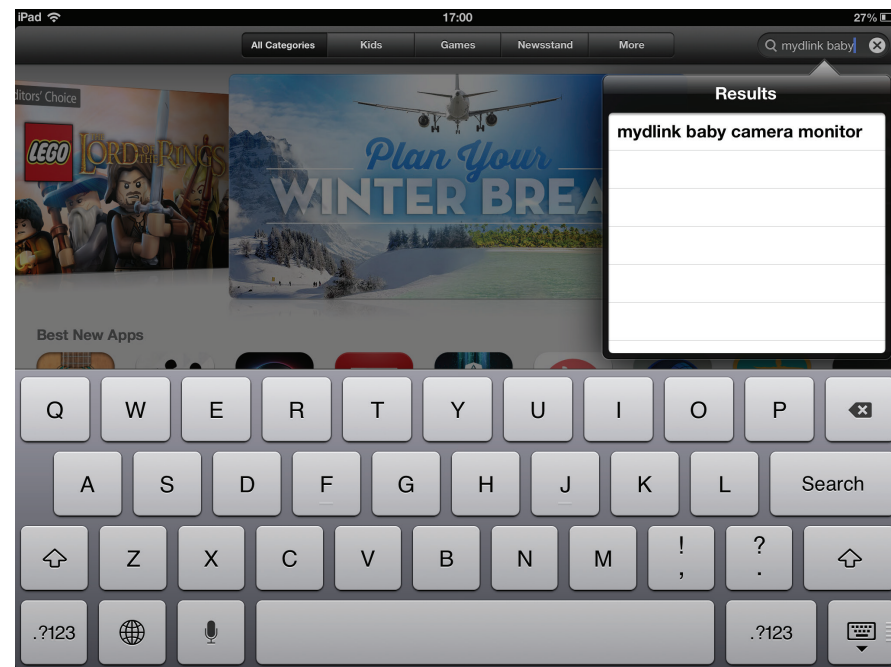 iPad 17:00 27%
All Categories Kids Games Newsstand More mydlink baby
Results
mydlink baby camera monitor
ditors' Choice
LEGO THE LORD OF THE RINGS
Plan Your
WINTER BREA
Best New Apps
Q W E R T Y U I O P
A S D F G H J K L Search
Z X C V B N M ! , ? .
.?123 .?123